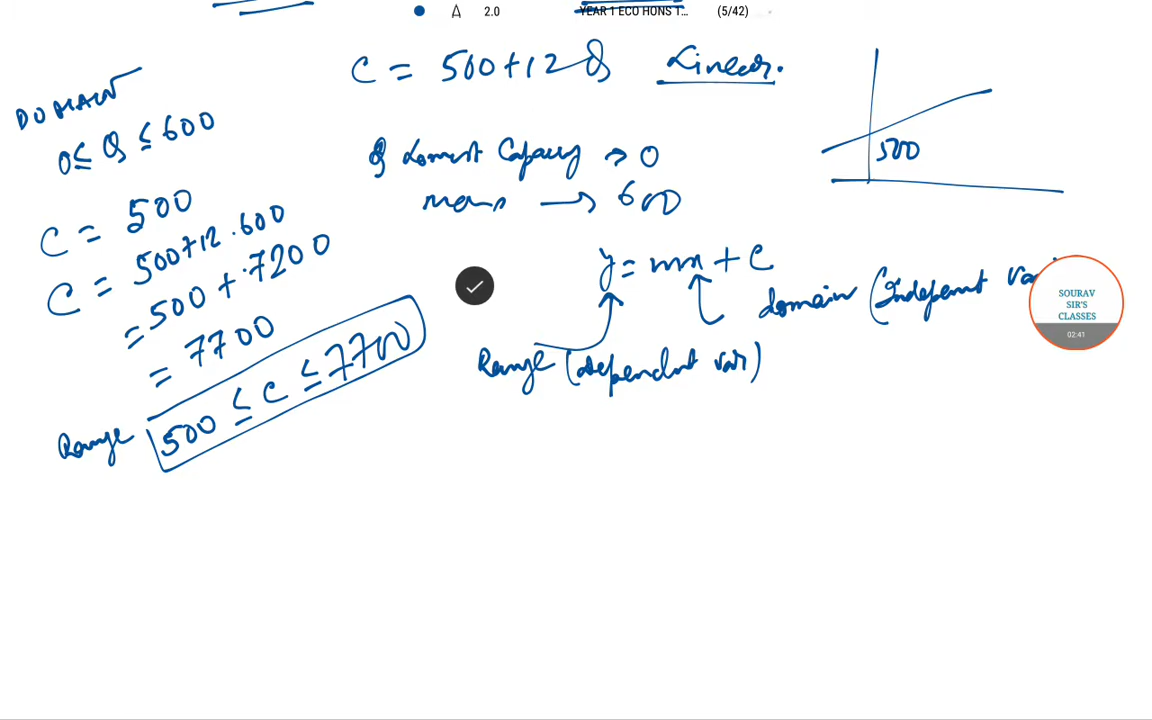 2.0
YEAR 1 ECO HONS T... (5/42)
C = 500+12Q Linear.
DOMAIN
0≤ Q ≤ 600
500
Q Lowest Capacity → 0
→ 600
C = 500
C = 500+12.600
= 500 + 7200
= 7700
Range 500 ≤ C ≤ 7700
y = mx + C
domain (Indepent Va
Range (dependent var)
SOURAV
SIR'S
CLASSES
02:41